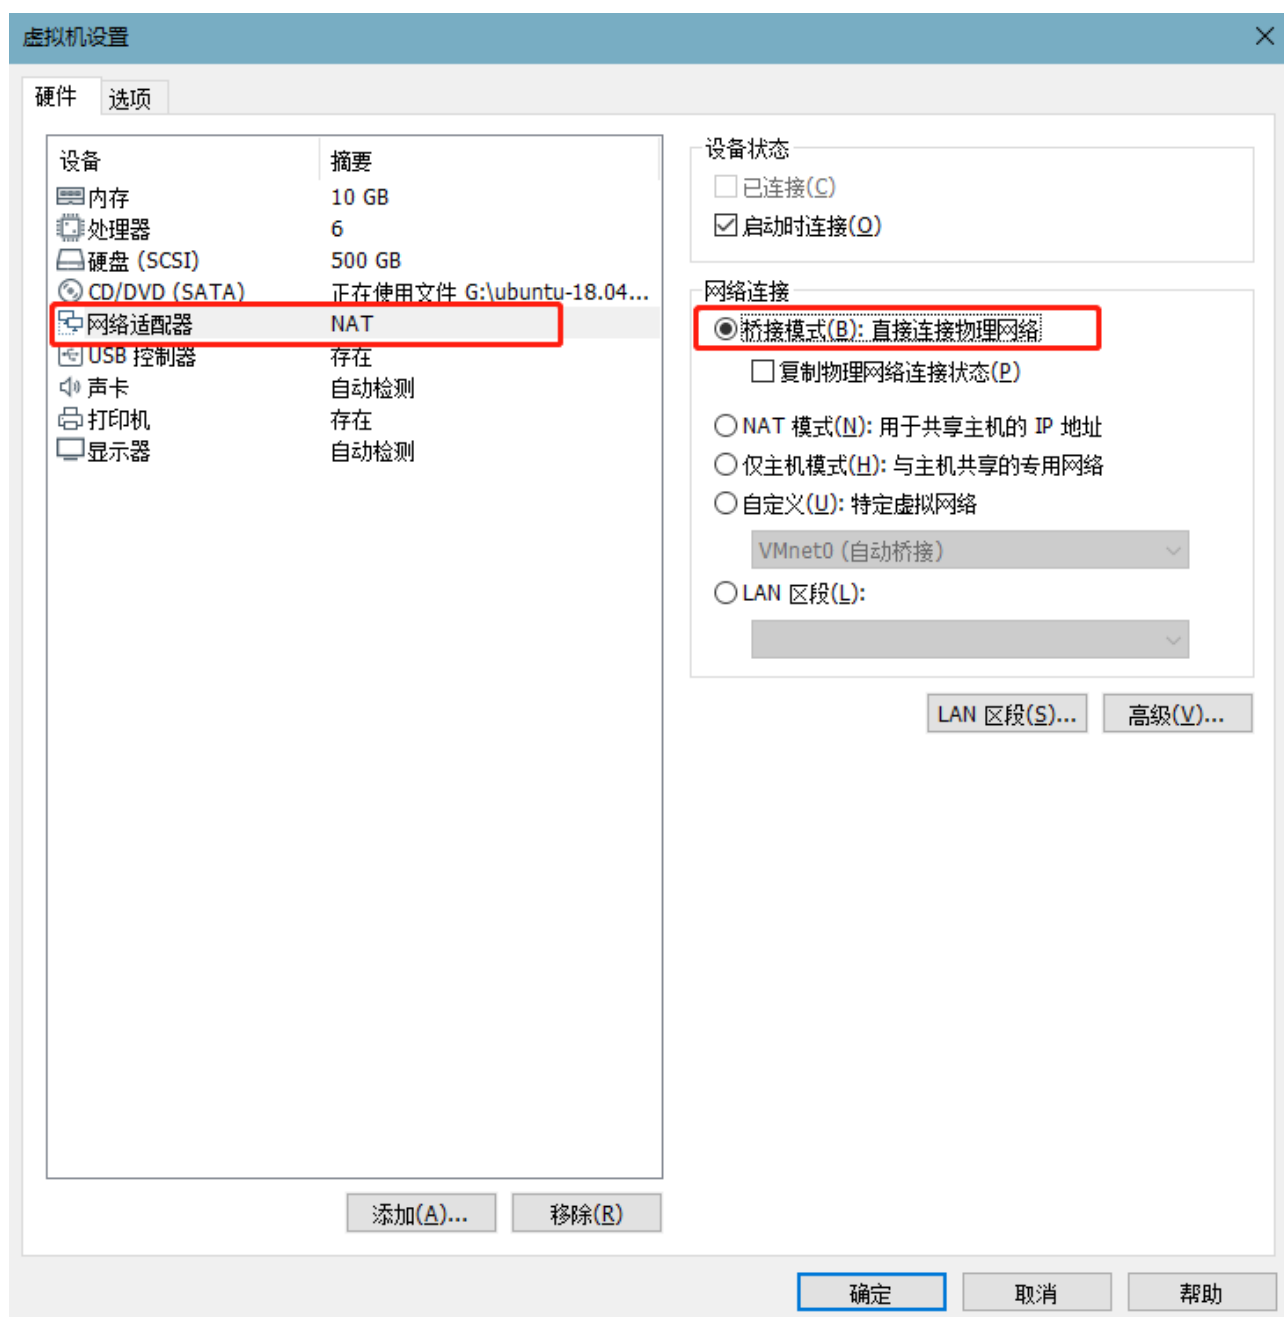 虚拟机设置
硬件
选项
设备 摘要
内存 10 GB
处理器 6
硬盘 (SCSI) 500 GB
CD/DVD (SATA) 正在使用文件 G:\ubuntu-18.04...
网络适配器 NAT
USB 控制器 存在
声卡 自动检测
打印机 存在
显示器 自动检测
添加(A)...
移除(R)
设备状态
已连接(C)
启动时连接(O)
网络连接
桥接模式(B): 直接连接物理网络
复制物理网络连接状态(P)
NAT 模式(N): 用于共享主机的 IP 地址
仅主机模式(H): 与主机共享的专用网络
自定义(U): 特定虚拟网络
VMnet0 (自动桥接)
LAN 区段(L):
LAN 区段(S)...
高级(V)...
确定
取消
帮助